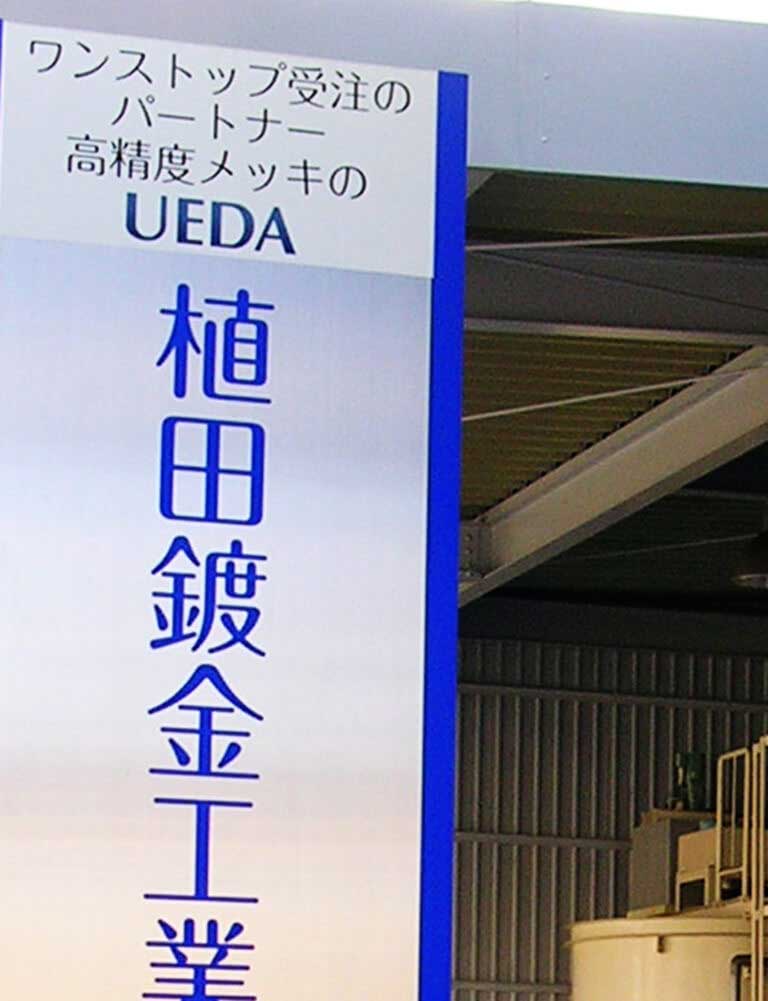 ワンストップ受注の
パートナー
高精度メッキの
UEDA
植田鍍金工業